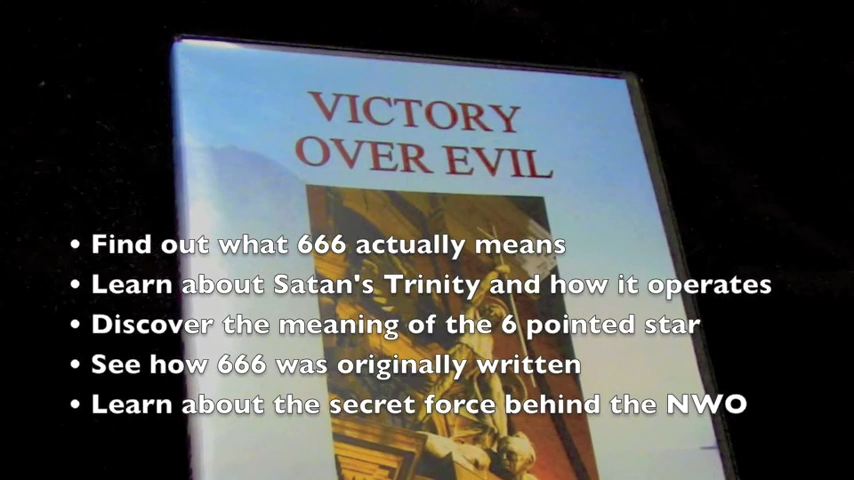 VICTORY
OVER EVIL
• Find out what 666 actually means
• Learn about Satan's Trinity and how it operates
• Discover the meaning of the 6 pointed star
• See how 666 was originally written
• Learn about the secret force behind the NWO